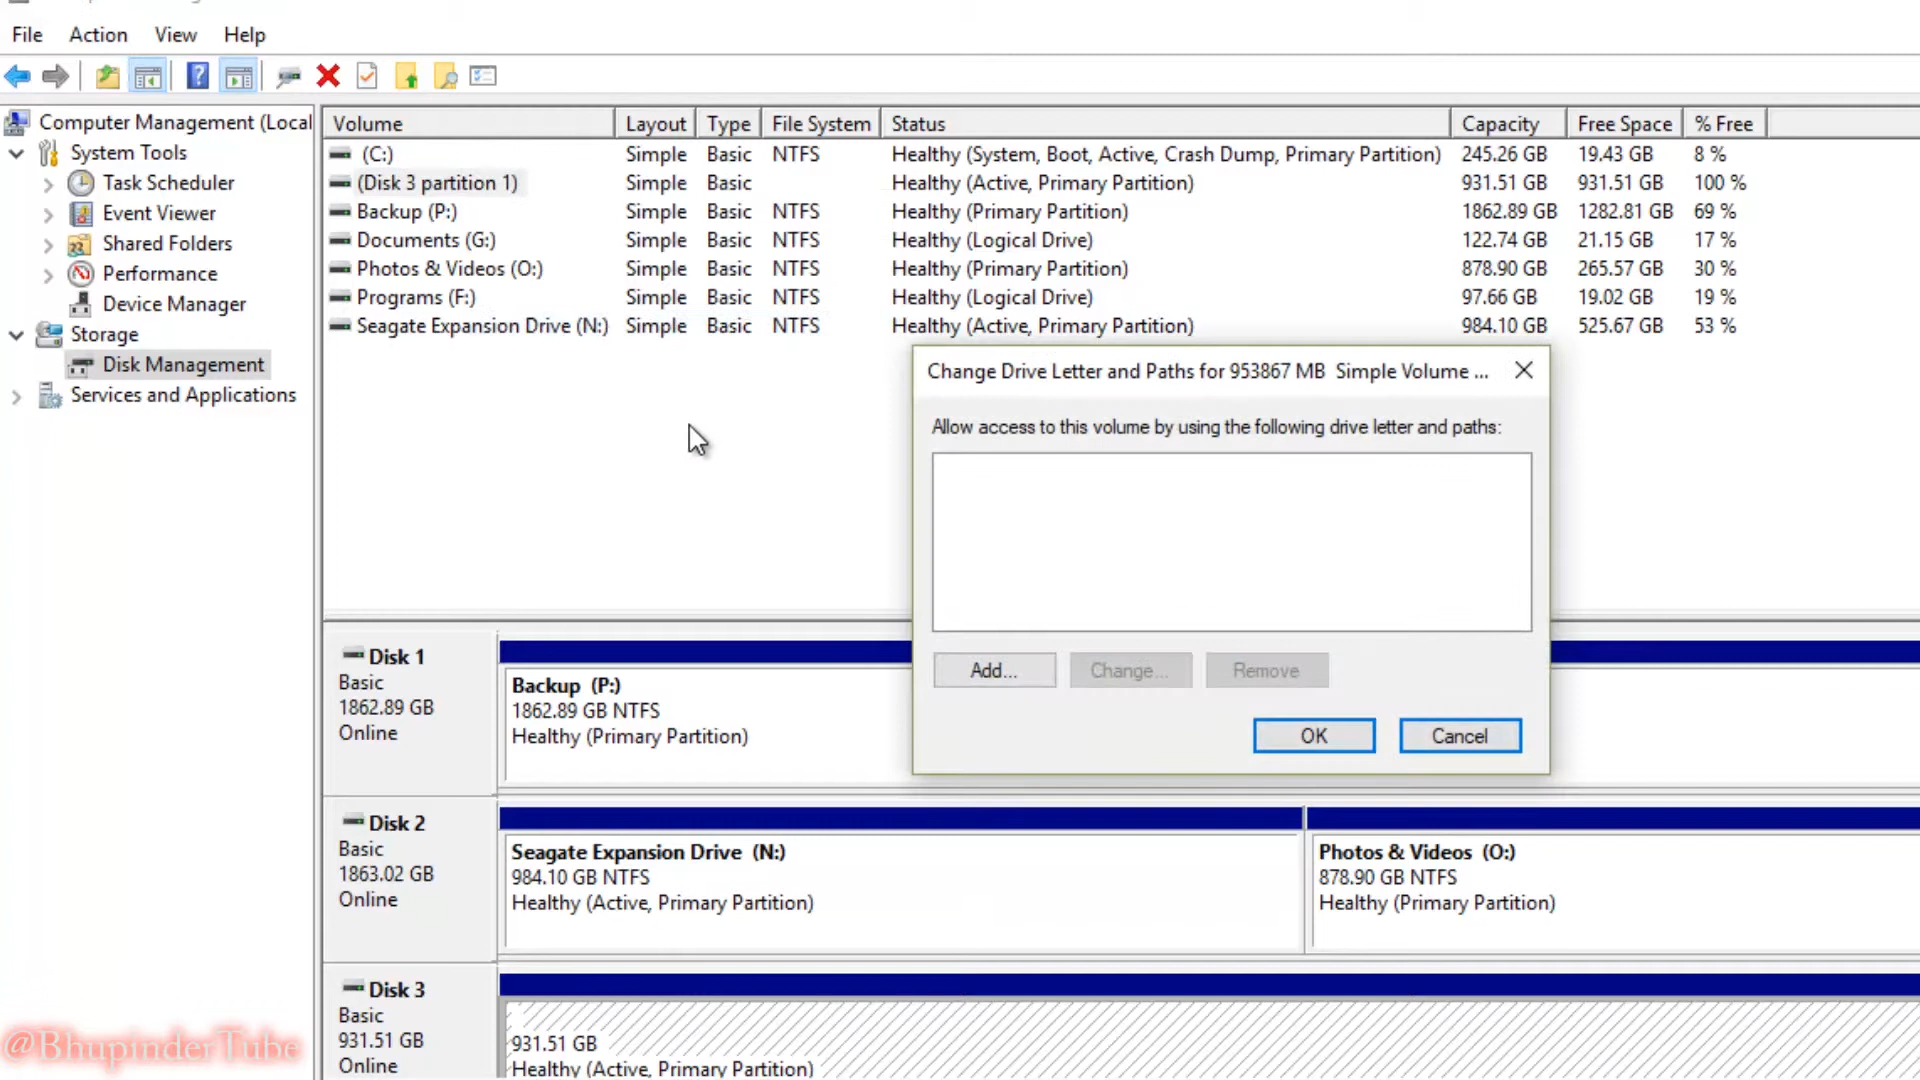 File Action View Help
Computer Management (Local
System Tools
Task Scheduler
Event Viewer
Shared Folders
Performance
Device Manager
Storage
Disk Management
Services and Applications
Volume Layout Type File System Status Capacity Free Space % Free
(C:) Simple Basic NTFS Healthy (System, Boot, Active, Crash Dump, Primary Partition) 245.26 GB 19.43 GB 8 %
(Disk 3 partition 1) Simple Basic Healthy (Active, Primary Partition) 931.51 GB 931.51 GB 100 %
Backup (P:) Simple Basic NTFS Healthy (Primary Partition) 1862.89 GB 1282.81 GB 69 %
Documents (G:) Simple Basic NTFS Healthy (Logical Drive) 122.74 GB 21.15 GB 17 %
Photos & Videos (O:) Simple Basic NTFS Healthy (Primary Partition) 878.90 GB 265.57 GB 30 %
Programs (F:) Simple Basic NTFS Healthy (Logical Drive) 97.66 GB 19.02 GB 19 %
Seagate Expansion Drive (N:) Simple Basic NTFS Healthy (Active, Primary Partition) 984.10 GB 525.67 GB 53 %
Change Drive Letter and Paths for 953867 MB Simple Volume ...
Allow access to this volume by using the following drive letter and paths:
Add... Change... Remove
OK Cancel
Disk 1
Basic
1862.89 GB
Online
Backup (P:)
1862.89 GB NTFS
Healthy (Primary Partition)
Disk 2
Basic
1863.02 GB
Online
Seagate Expansion Drive (N:)
984.10 GB NTFS
Healthy (Active, Primary Partition)
Photos & Videos (O:)
878.90 GB NTFS
Healthy (Primary Partition)
Disk 3
Basic
931.51 GB
Online
931.51 GB
Healthy (Active, Primary Partition)
@BhupinderTube